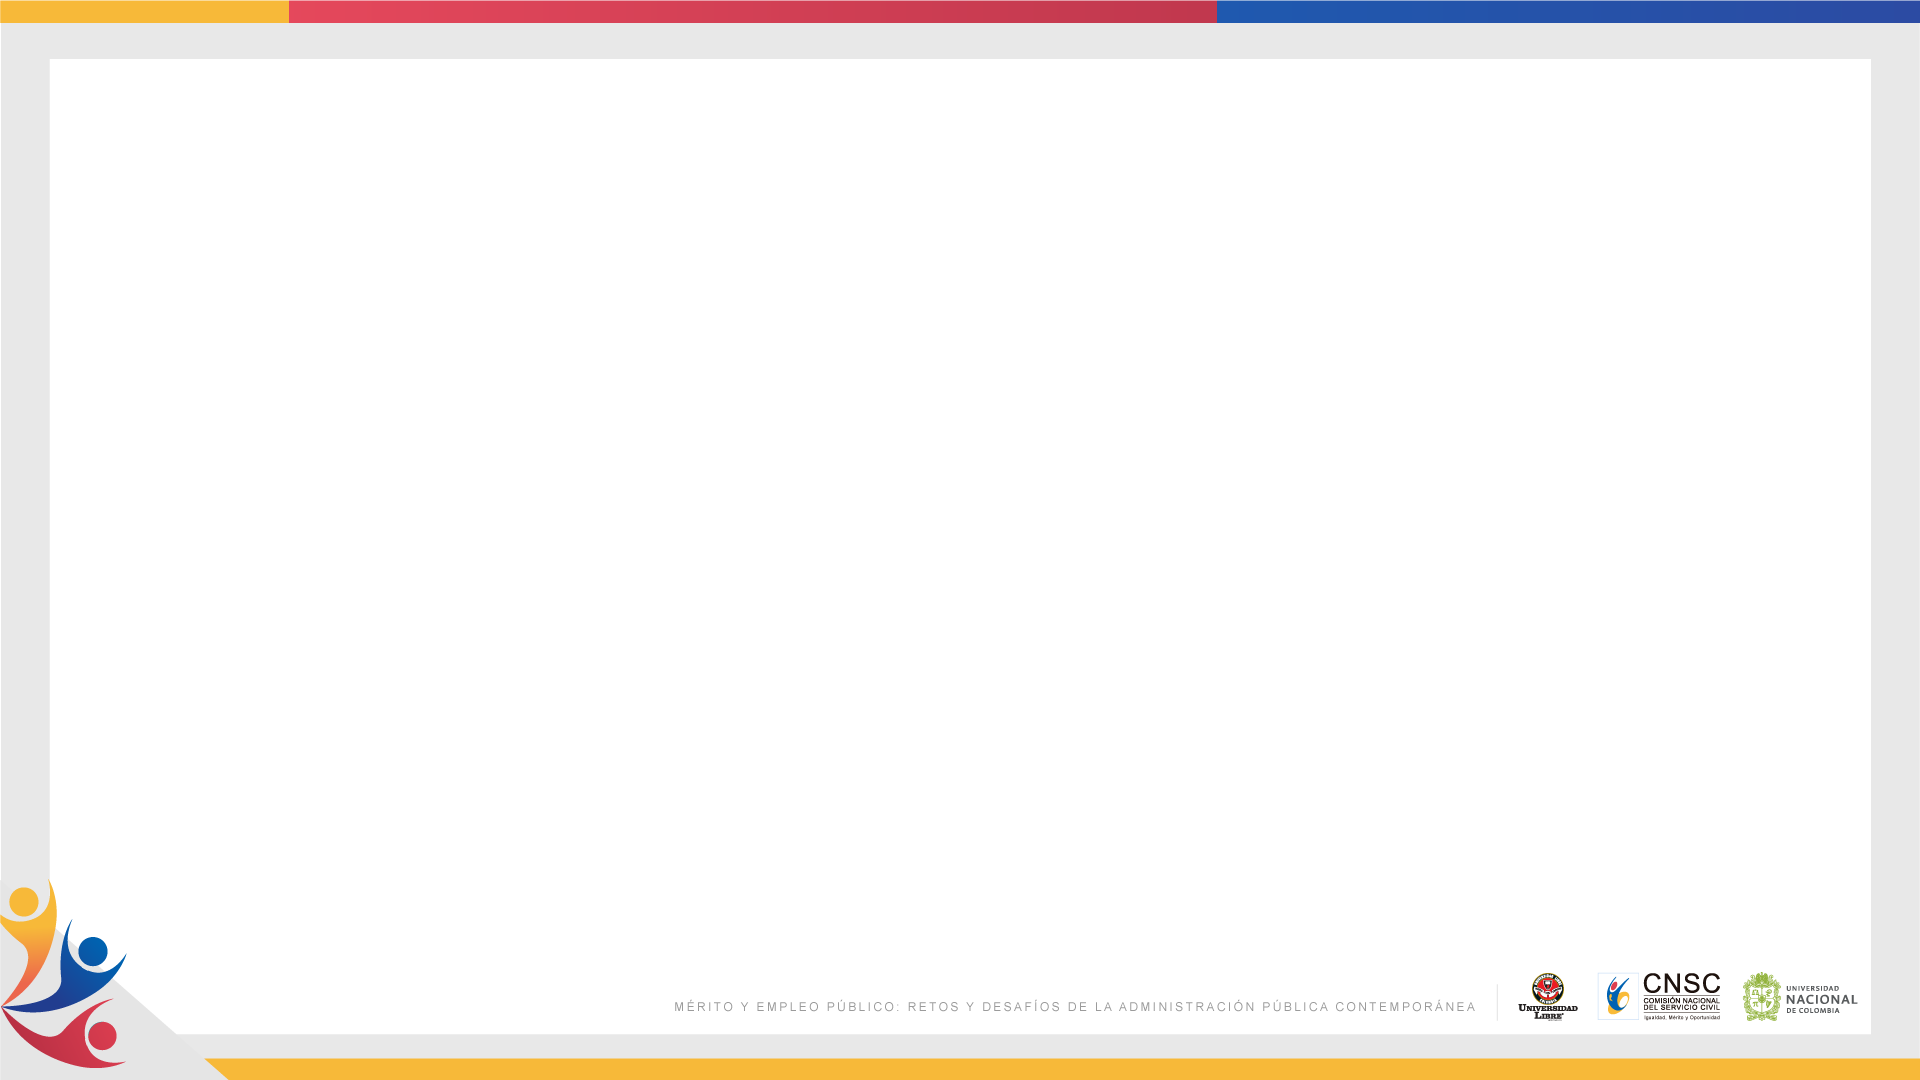 MÉRITO Y EMPLEO PÚBLICO: RETOS Y DESAFÍOS DE LA ADMINISTRACIÓN PÚBLICA CONTEMPORÁNEA
UNIVERSIDAD
LIBRE
CNSC
COMISIÓN NACIONAL
DEL SERVICIO CIVIL
Igualdad, Mérito y Oportunidad
UNIVERSIDAD
NACIONAL
DE COLOMBIA